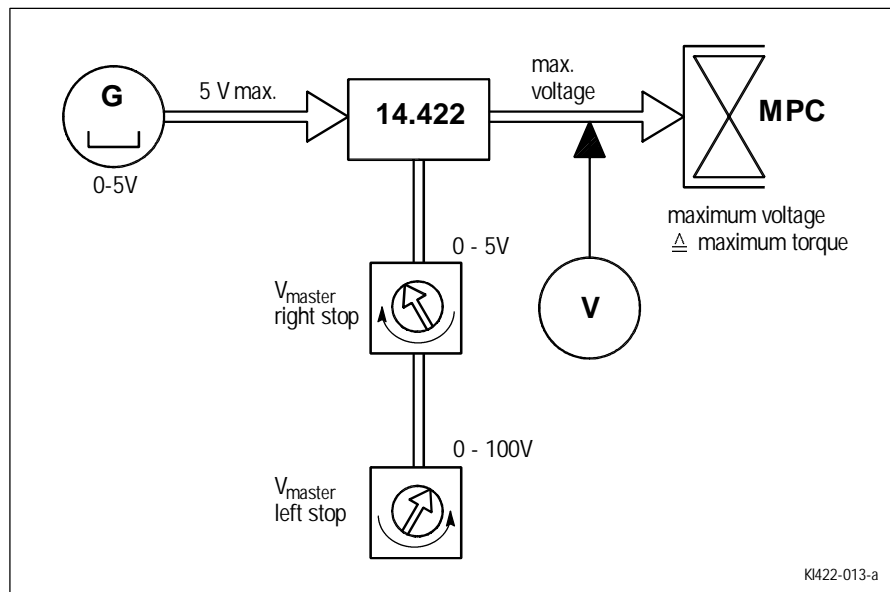 G
5 V max.
0-5V
14.422
max.
voltage
MPC
maximum voltage
≙ maximum torque
0 - 5V
Vmaster
right stop
V
0 - 100V
Vmaster
left stop
KI422-013-a